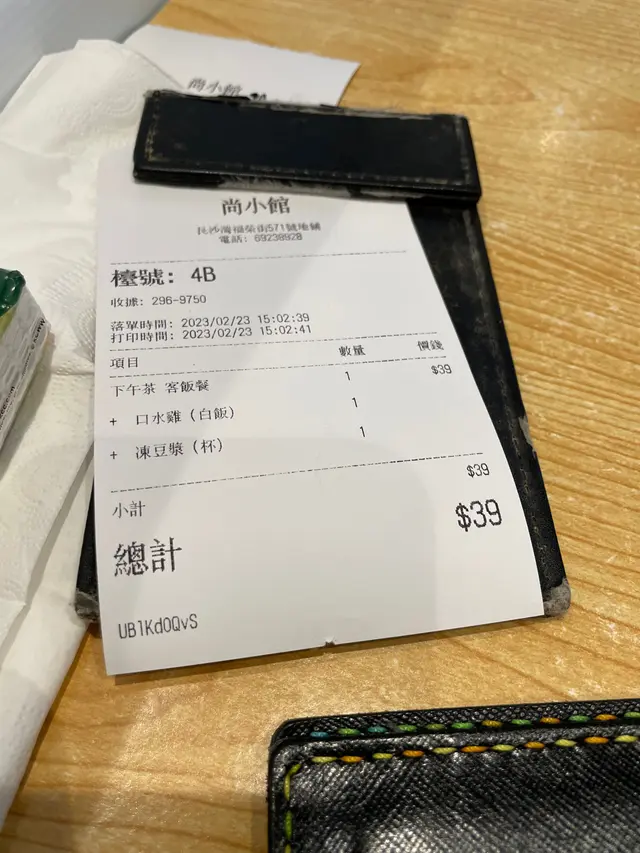 尚小館
尚小館
長沙灣福榮街571號地舖
電話: 69238928
檯號: 4B
收據: 296-9750
落單時間: 2023/02/23 15:02:39
打印時間: 2023/02/23 15:02:41
項目 數量 價錢
下午茶 客飯餐 1 $39
+ 口水雞 (白飯) 1
+ 凍豆漿 (杯) 1
小計 $39
總計 $39
UB1KdOQvS